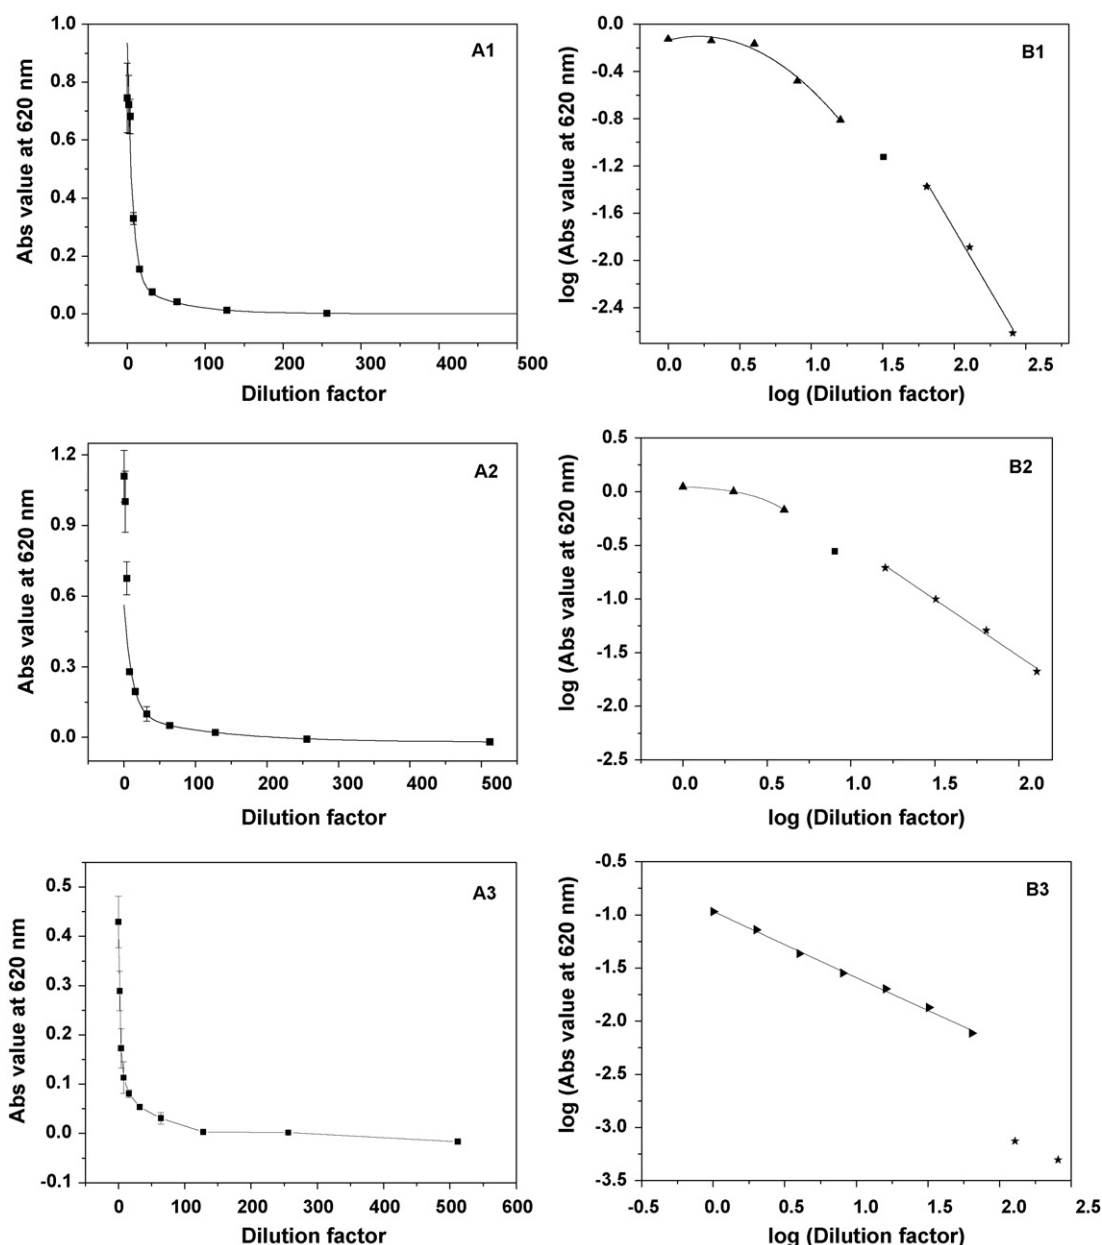 A1
Abs value at 620 nm
1.0
0.8
0.6
0.4
0.2
0.0
0 100 200 300 400 500
Dilution factor
B1
log (Abs value at 620 nm)
-0.0
-0.4
-0.8
-1.2
-1.6
-2.0
-2.4
0.0 0.5 1.0 1.5 2.0 2.5
log (Dilution factor)
A2
Abs value at 620 nm
1.2
0.9
0.6
0.3
0.0
0 100 200 300 400 500
Dilution factor
B2
log (Abs value at 620 nm)
0.5
0.0
-0.5
-1.0
-1.5
-2.0
-2.5
0.0 0.5 1.0 1.5 2.0
log (Dilution factor)
A3
Abs value at 620 nm
0.5
0.4
0.3
0.2
0.1
0.0
-0.1
0 100 200 300 400 500 600
Dilution factor
B3
log (Abs value at 620 nm)
-0.5
-1.0
-1.5
-2.0
-2.5
-3.0
-3.5
-0.5 0.0 0.5 1.0 1.5 2.0 2.5
log (Dilution factor)